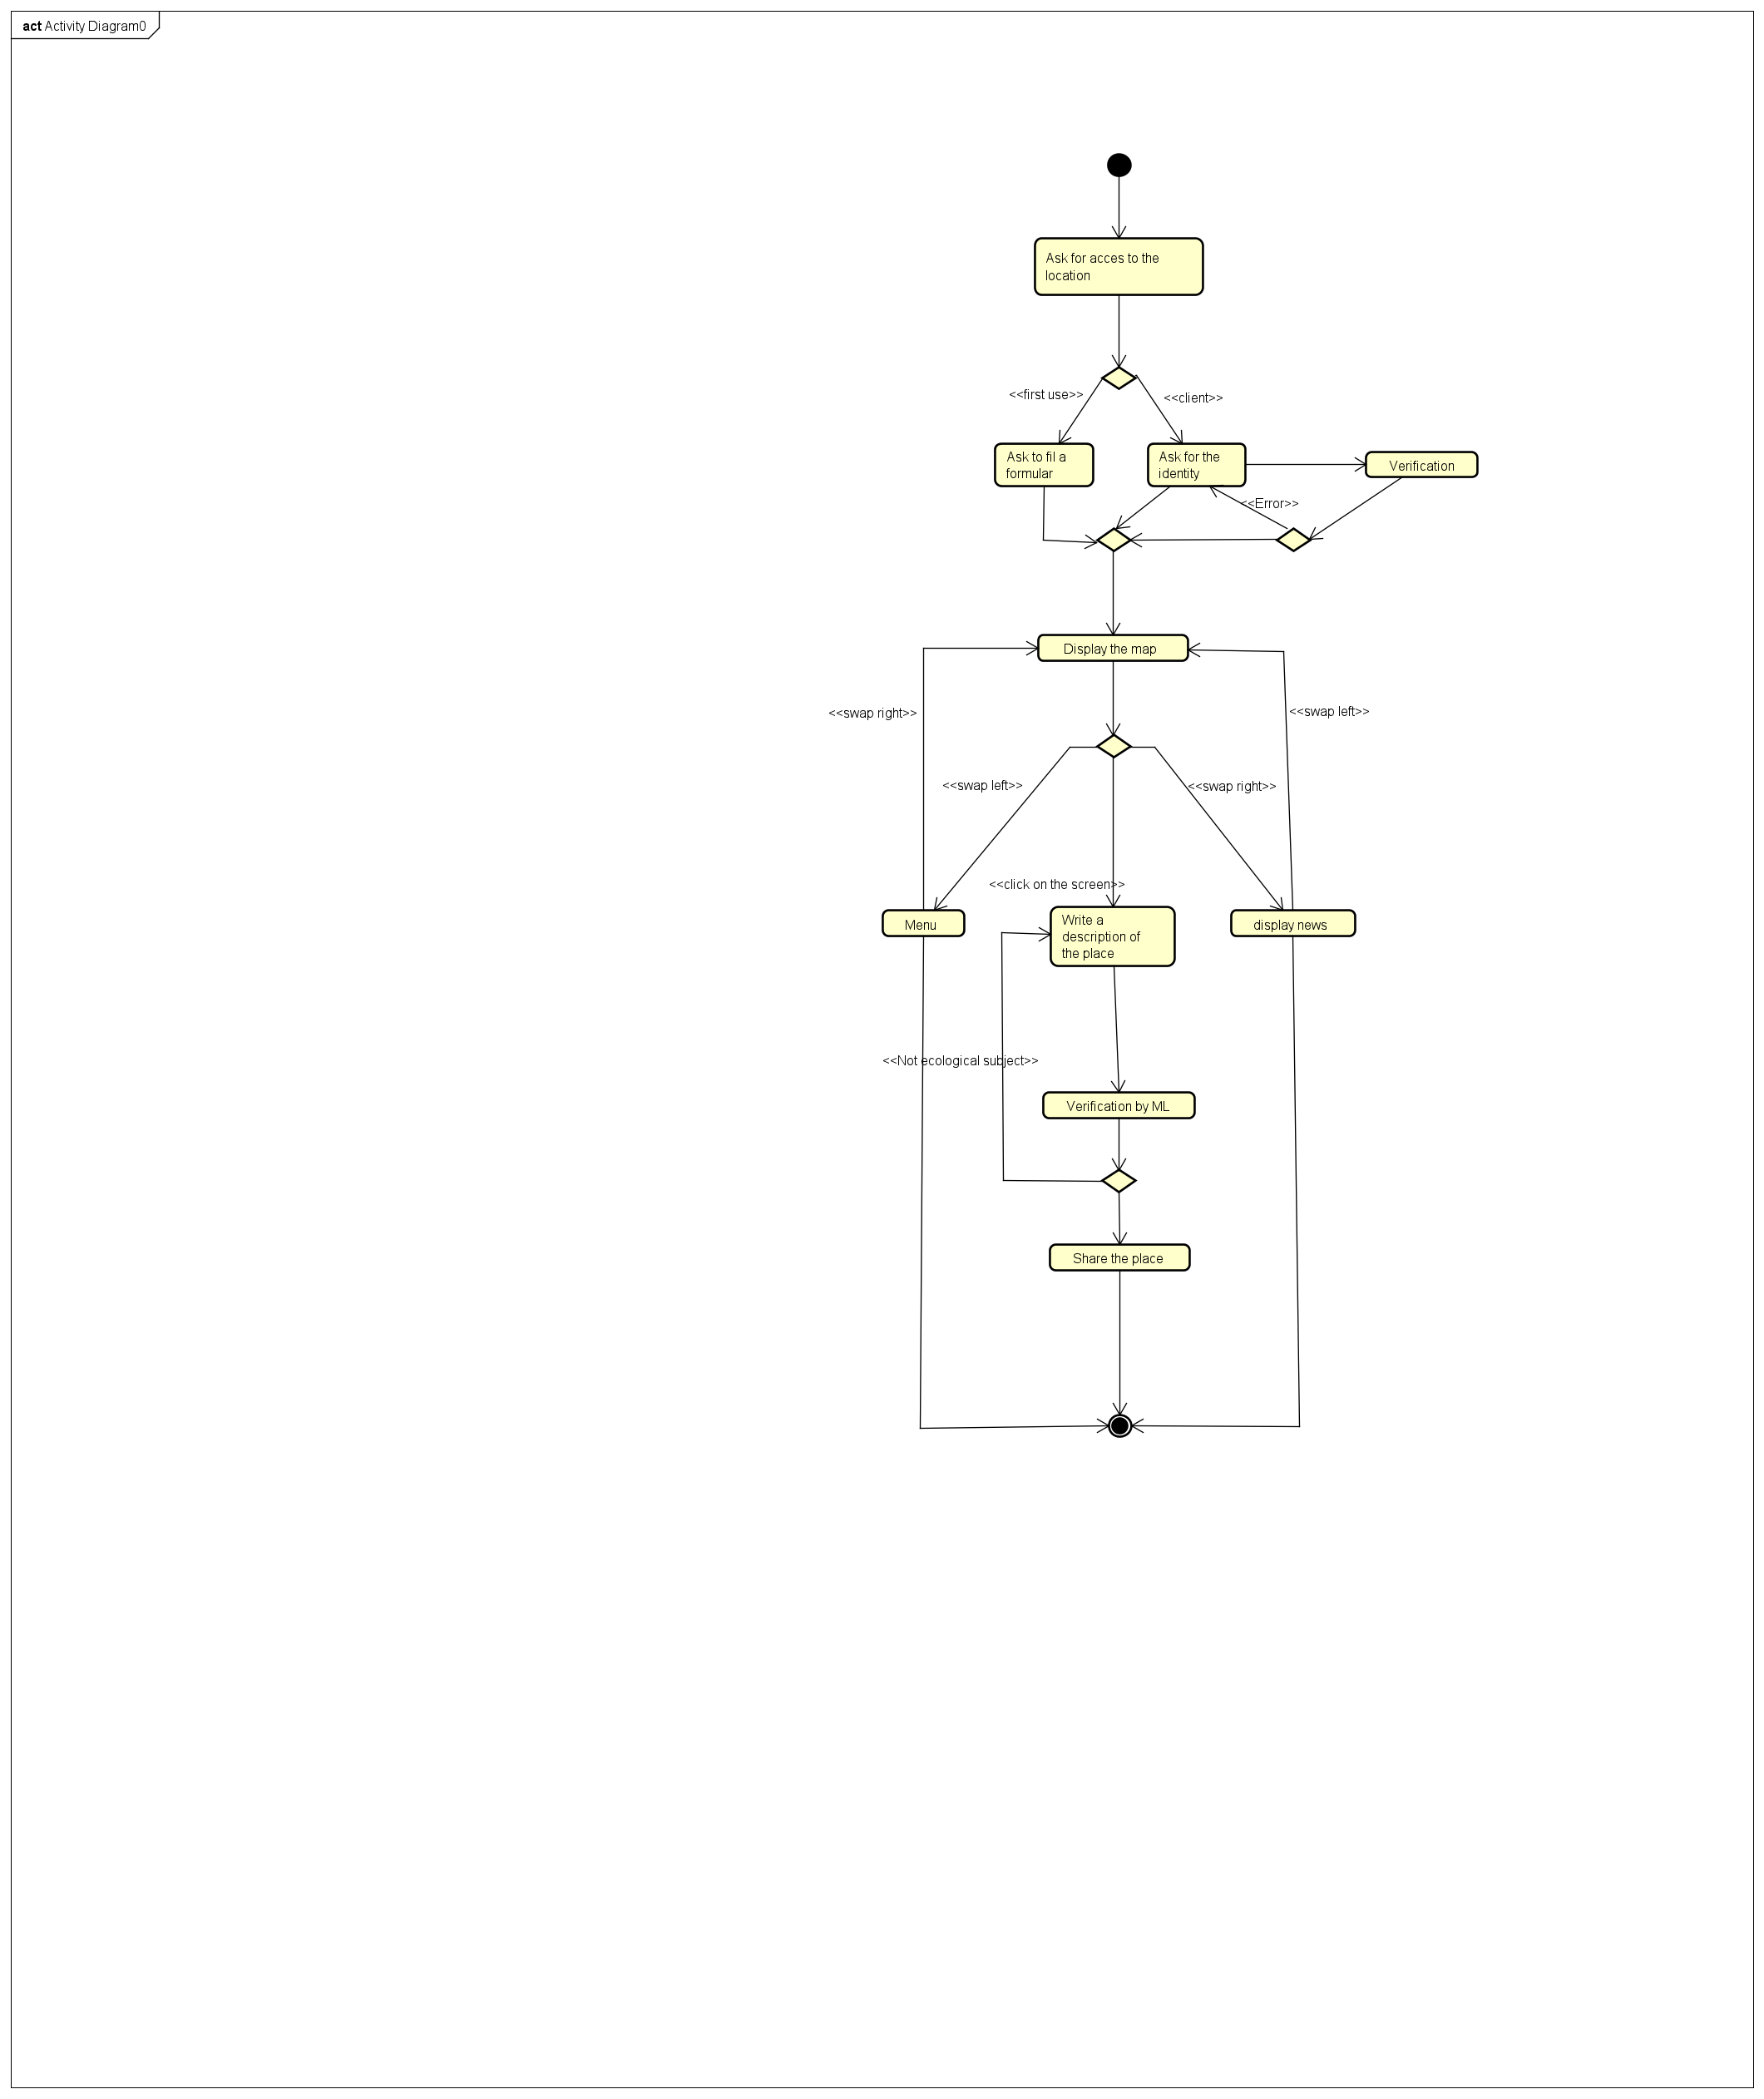 act Activity Diagram0
Ask for acces to the
location
<<first use>>
<<client>>
Ask to fil a
formular
Ask for the
identity
Verification
<<Error>>
Display the map
<<swap right>>
<<swap left>>
<<swap left>>
<<swap right>>
<<click on the screen>>
Menu
Write a
description of
the place
display news
<<Not ecological subject>>
Verification by ML
Share the place